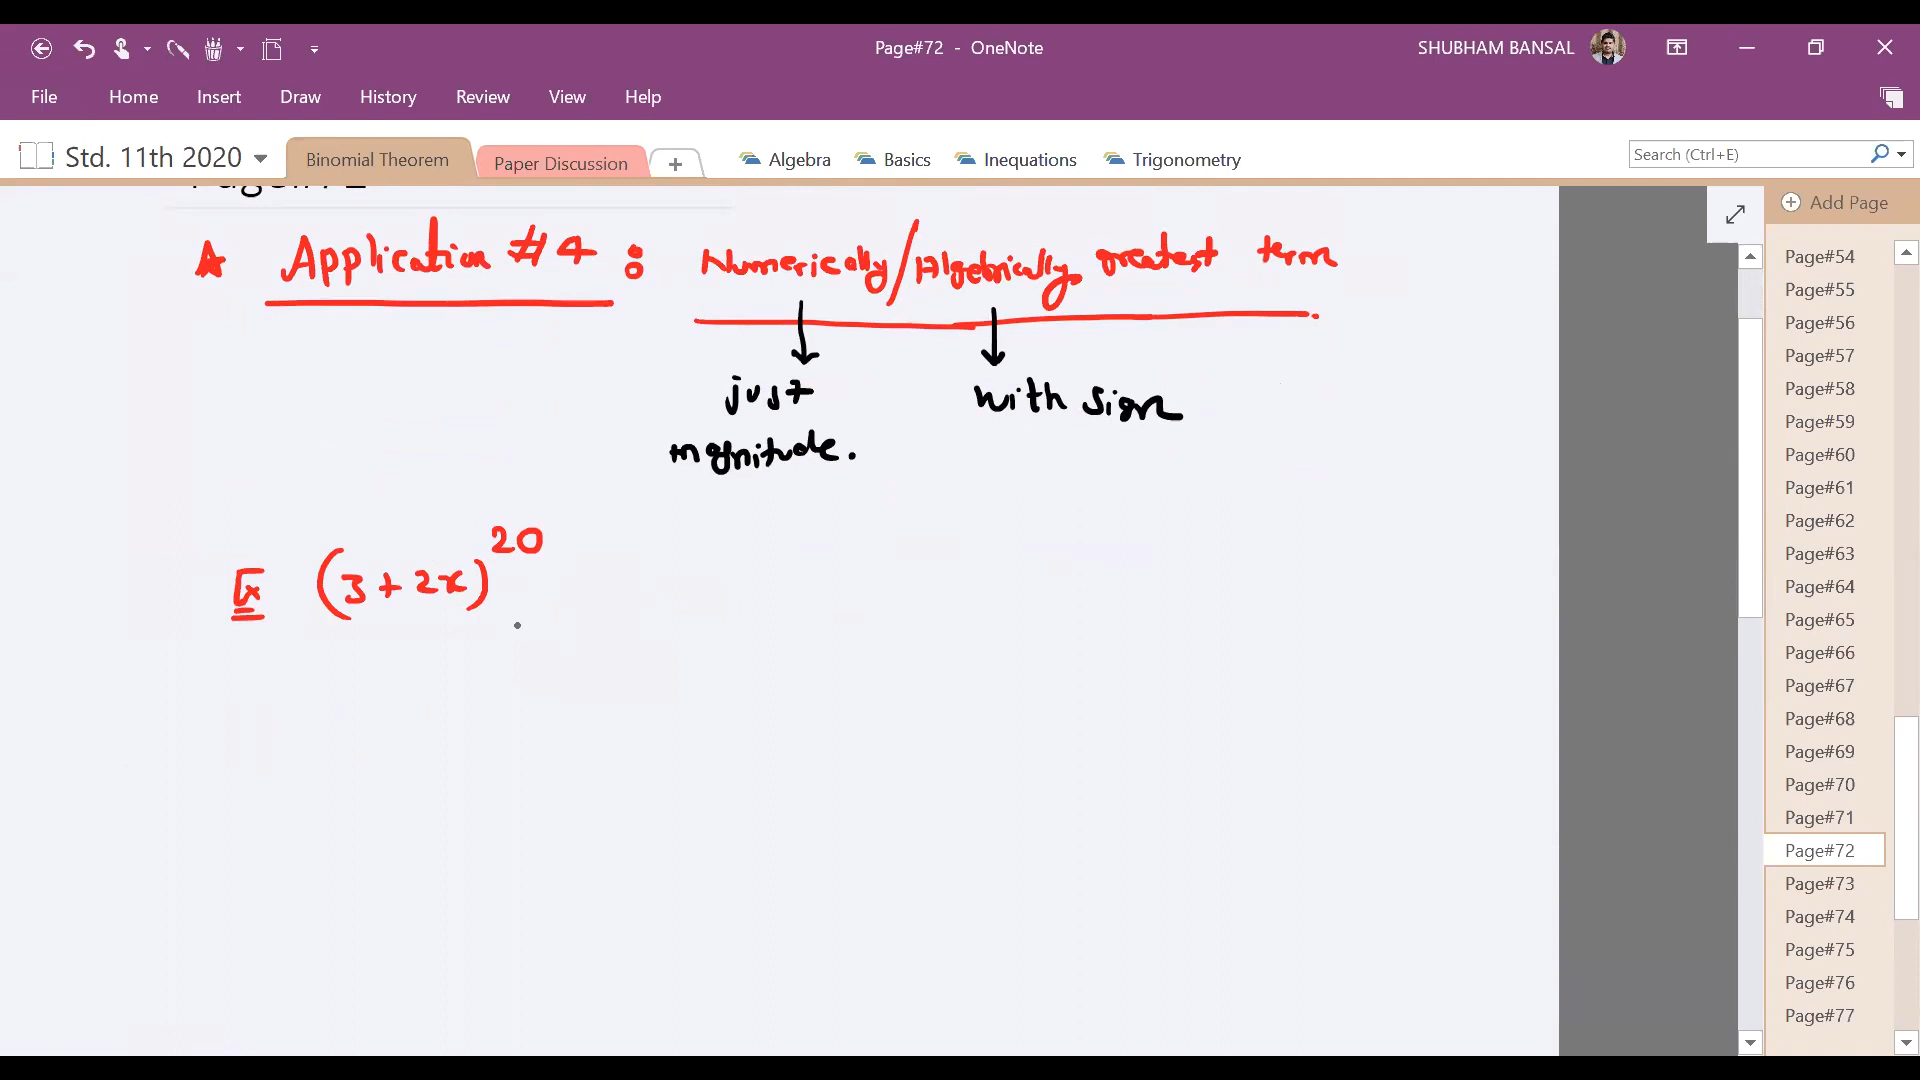 Page#72 - OneNote
SHUBHAM BANSAL
File Home Insert Draw History Review View Help
Std. 11th 2020
Binomial Theorem
Paper Discussion
+
Algebra
Basics
Inequations
Trigonometry
Search (Ctrl+E)
Page#72
Add Page
Application #4 : Numerically/Algebrically greatest term
just
mgnitude.
with sign
Ex (3+2x)^20
Page#54
Page#55
Page#56
Page#57
Page#58
Page#59
Page#60
Page#61
Page#62
Page#63
Page#64
Page#65
Page#66
Page#67
Page#68
Page#69
Page#70
Page#71
Page#72
Page#73
Page#74
Page#75
Page#76
Page#77